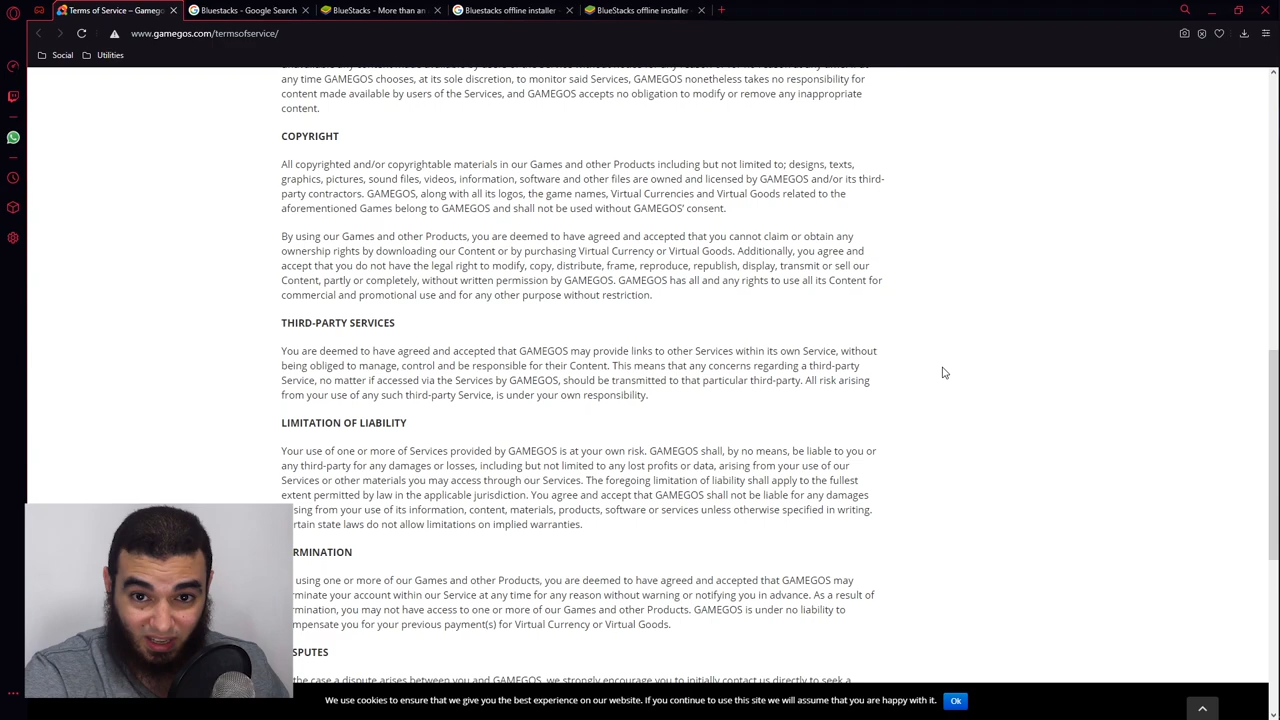 Terms of Service – Gamego
Bluestacks - Google Search
BlueStacks - More than an
Bluestacks offline installer -
BlueStacks offline installer -
www.gamegos.com/termsofservice/
Social
Utilities
any time GAMEGOS chooses, at its sole discretion, to monitor said Services, GAMEGOS nonetheless takes no responsibility for
content made available by users of the Services, and GAMEGOS accepts no obligation to modify or remove any inappropriate
content.
COPYRIGHT
All copyrighted and/or copyrightable materials in our Games and other Products including but not limited to; designs, texts,
graphics, pictures, sound files, videos, information, software and other files are owned and licensed by GAMEGOS and/or its third-
party contractors. GAMEGOS, along with all its logos, the game names, Virtual Currencies and Virtual Goods related to the
aforementioned Games belong to GAMEGOS and shall not be used without GAMEGOS' consent.
By using our Games and other Products, you are deemed to have agreed and accepted that you cannot claim or obtain any
ownership rights by downloading our Content or by purchasing Virtual Currency or Virtual Goods. Additionally, you agree and
accept that you do not have the legal right to modify, copy, distribute, frame, reproduce, republish, display, transmit or sell our
Content, partly or completely, without written permission by GAMEGOS. GAMEGOS has all and any rights to use all its Content for
commercial and promotional use and for any other purpose without restriction.
THIRD-PARTY SERVICES
You are deemed to have agreed and accepted that GAMEGOS may provide links to other Services within its own Service, without
being obliged to manage, control and be responsible for their Content. This means that any concerns regarding a third-party
Service, no matter if accessed via the Services by GAMEGOS, should be transmitted to that particular third-party. All risk arising
from your use of any such third-party Service, is under your own responsibility.
LIMITATION OF LIABILITY
Your use of one or more of Services provided by GAMEGOS is at your own risk. GAMEGOS shall, by no means, be liable to you or
any third-party for any damages or losses, including but not limited to any lost profits or data, arising from your use of our
Services or other materials you may access through our Services. The foregoing limitation of liability shall apply to the fullest
extent permitted by law in the applicable jurisdiction. You agree and accept that GAMEGOS shall not be liable for any damages
ising from your use of its information, content, materials, products, software or services unless otherwise specified in writing.
rtain state laws do not allow limitations on implied warranties.
RMINATION
using one or more of our Games and other Products, you are deemed to have agreed and accepted that GAMEGOS may
rminate your account within our Service at any time for any reason without warning or notifying you in advance. As a result of
rmination, you may not have access to one or more of our Games and other Products. GAMEGOS is under no liability to
mpensate you for your previous payment(s) for Virtual Currency or Virtual Goods.
SPUTES
the case a dispute arises between you and GAMEGOS, we strongly encourage you to initially contact us directly to seek a
We use cookies to ensure that we give you the best experience on our website. If you continue to use this site we will assume that you are happy with it.
Ok